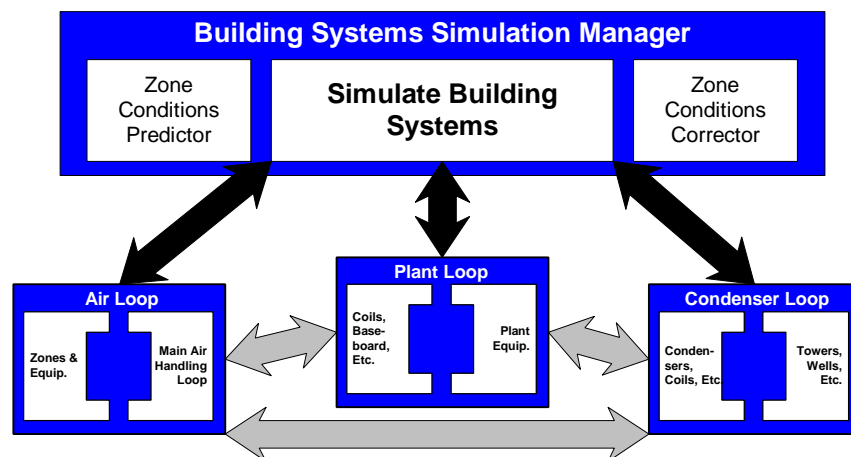 Building Systems Simulation Manager
Zone
Conditions
Predictor
Simulate Building
Systems
Zone
Conditions
Corrector
Air Loop
Zones &
Equip.
Main Air
Handling
Loop
Plant Loop
Coils,
Base-
board,
Etc.
Plant
Equip.
Condenser Loop
Conden-
sers,
Coils, Etc.
Towers,
Wells,
Etc.